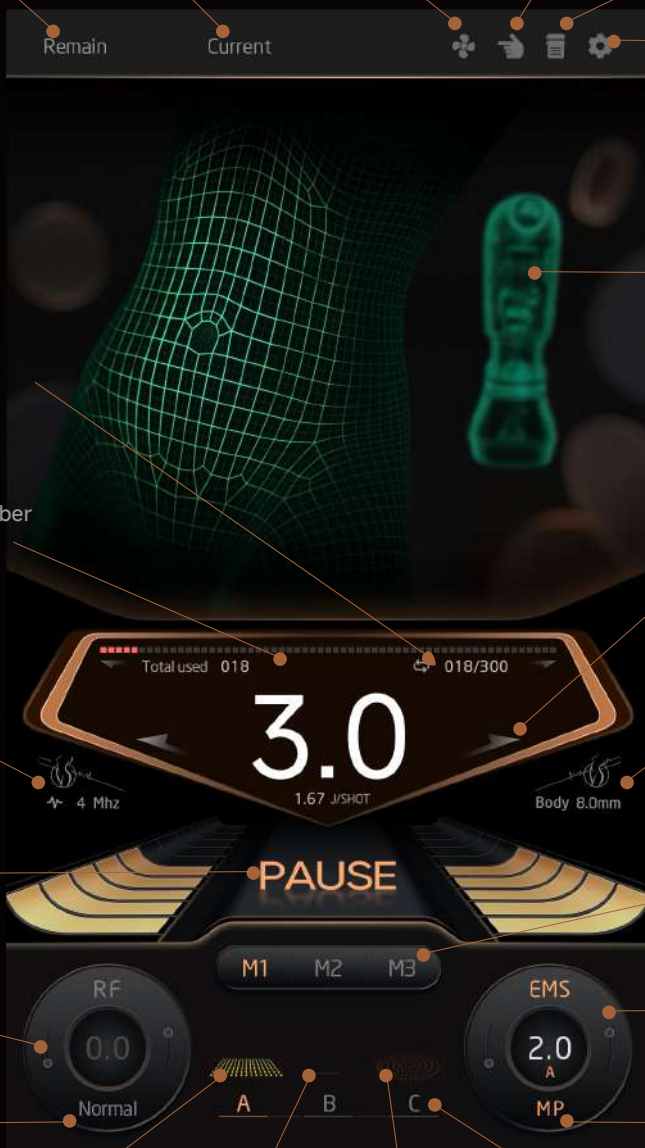 Remain Current
ber
Total used 018 018/300
3.0
1.67 J/SHOT
4 Mhz
Body 8.0mm
PAUSE
M1 M2 M3
RF
0.0
Normal
EMS
2.0
A
MP
A B C